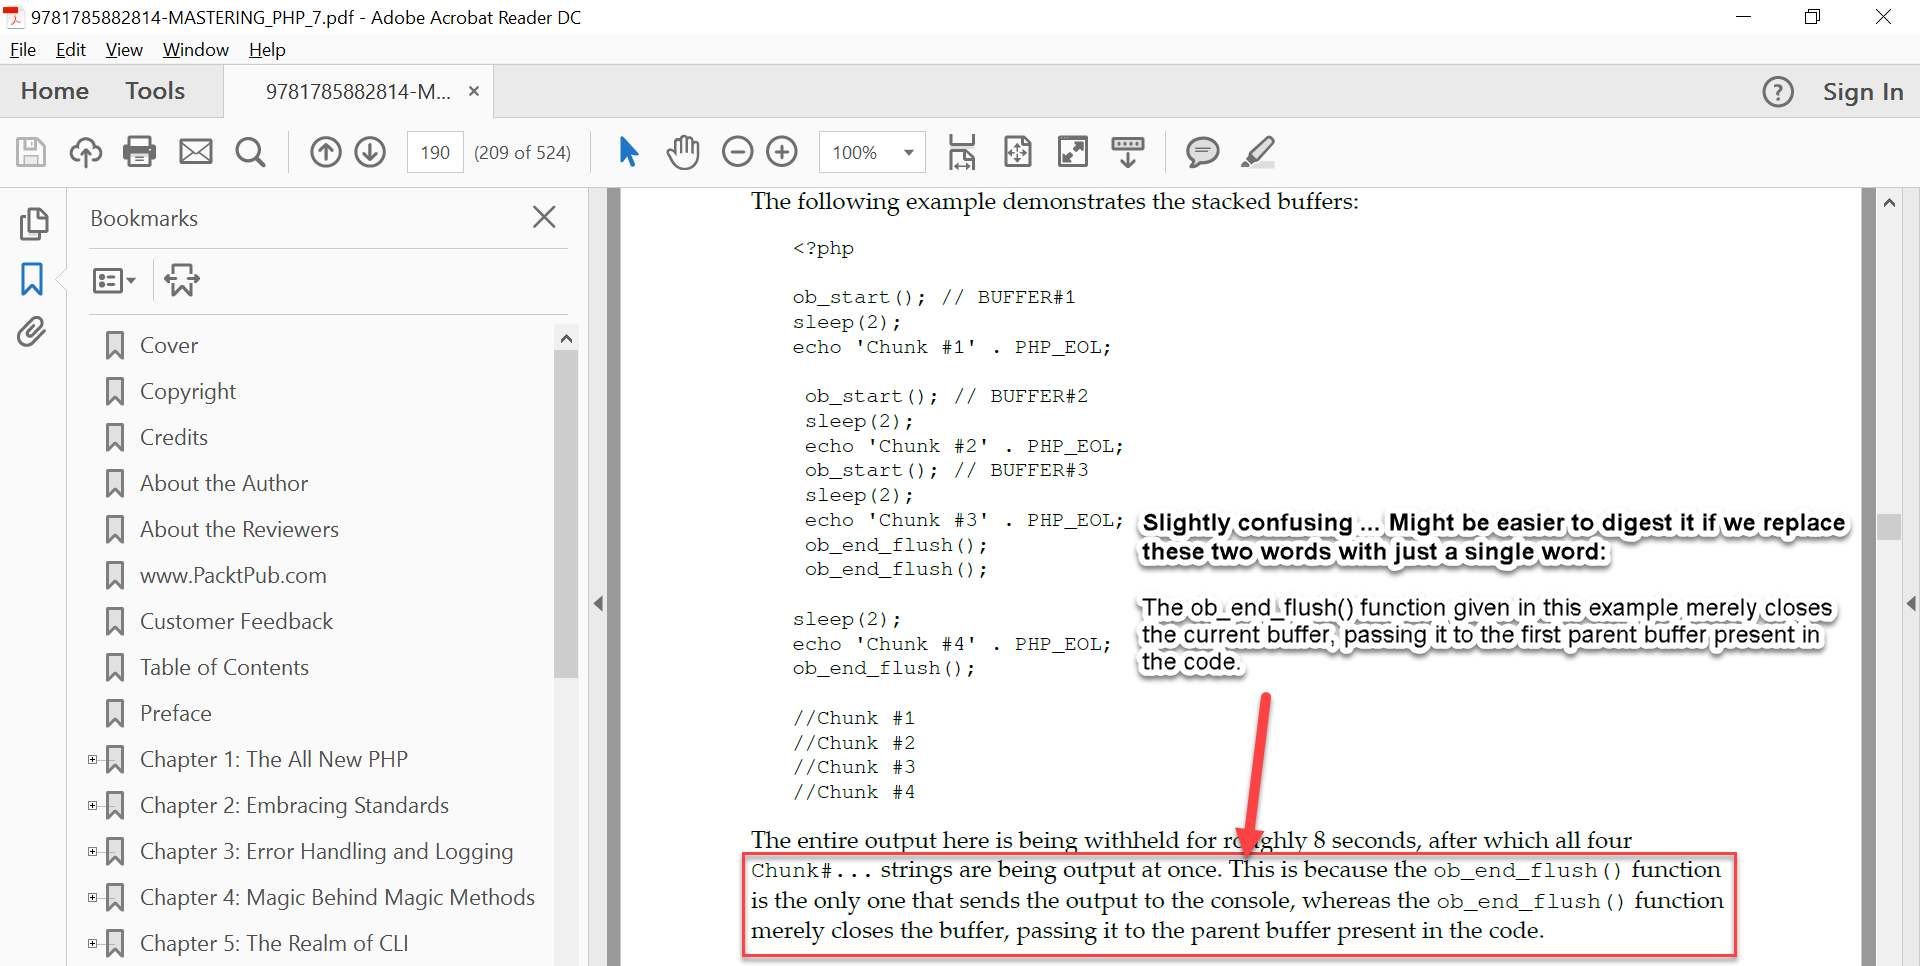 9781785882814-MASTERING_PHP_7.pdf - Adobe Acrobat Reader DC
File Edit View Window Help
Home Tools 9781785882814-M... × ? Sign In
190 (209 of 524) 100%
Bookmarks
Cover
Copyright
Credits
About the Author
About the Reviewers
www.PacktPub.com
Customer Feedback
Table of Contents
Preface
Chapter 1: The All New PHP
Chapter 2: Embracing Standards
Chapter 3: Error Handling and Logging
Chapter 4: Magic Behind Magic Methods
Chapter 5: The Realm of CLI
The following example demonstrates the stacked buffers:
<?php
ob_start(); // BUFFER#1
sleep(2);
echo 'Chunk #1' . PHP_EOL;
ob_start(); // BUFFER#2
sleep(2);
echo 'Chunk #2' . PHP_EOL;
ob_start(); // BUFFER#3
sleep(2);
echo 'Chunk #3' . PHP_EOL;
ob_end_flush();
ob_end_flush();
sleep(2);
echo 'Chunk #4' . PHP_EOL;
ob_end_flush();
//Chunk #1
//Chunk #2
//Chunk #3
//Chunk #4
Slightly confusing ... Might be easier to digest it if we replace
these two words with just a single word:
The ob_end_flush() function given in this example merely closes
the current buffer, passing it to the first parent buffer present in
the code.
The entire output here is being withheld for roughly 8 seconds, after which all four
Chunk#... strings are being output at once. This is because the ob_end_flush() function
is the only one that sends the output to the console, whereas the ob_end_flush() function
merely closes the buffer, passing it to the parent buffer present in the code.